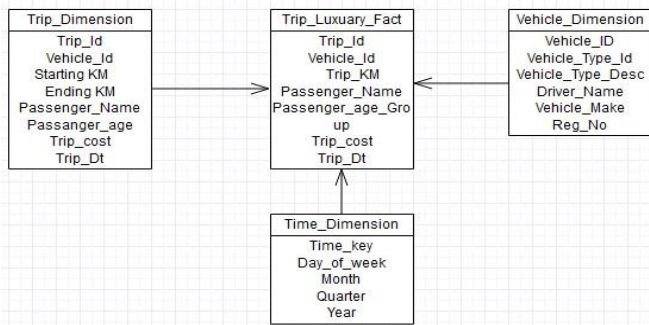 Trip_Dimension
Trip_Id
Vehicle_Id
Starting KM
Ending KM
Passenger_Name
Passanger_age
Trip_cost
Trip_Dt
Trip_Luxuary_Fact
Trip_Id
Vehicle_Id
Trip_KM
Passenger_Name
Passenger_age_Gro
up
Trip_cost
Trip_Dt
Vehicle_Dimension
Vehicle_ID
Vehicle_Type_Id
Vehicle_Type_Desc
Driver_Name
Vehicle_Make
Reg_No
Time_Dimension
Time_key
Day_of_week
Month
Quarter
Year